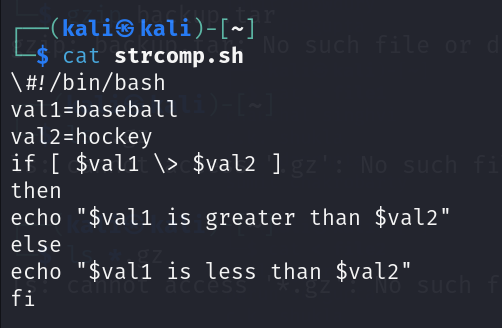 ┌──(kali㉿kali)-[~]
└─$ cat strcomp.sh
\#!/bin/bash
val1=baseball
val2=hockey
if [ $val1 \> $val2 ]
then
echo "$val1 is greater than $val2"
else
echo "$val1 is less than $val2"
fi